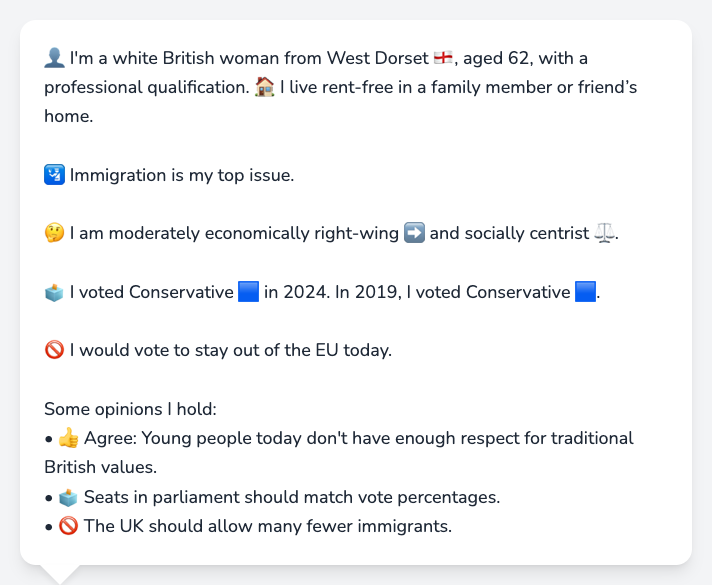 👤 I'm a white British woman from West Dorset 🏴󠁧󠁢󠁥󠁮󠁧󠁿, aged 62, with a
professional qualification. 🏠 I live rent-free in a family member or friend’s
home.
🛂 Immigration is my top issue.
🤔 I am moderately economically right-wing ➡️ and socially centrist ⚖️.
🗳️ I voted Conservative 🟦 in 2024. In 2019, I voted Conservative 🟦.
🚫 I would vote to stay out of the EU today.
Some opinions I hold:
• 👍 Agree: Young people today don't have enough respect for traditional
British values.
• 🗳️ Seats in parliament should match vote percentages.
• 🚫 The UK should allow many fewer immigrants.